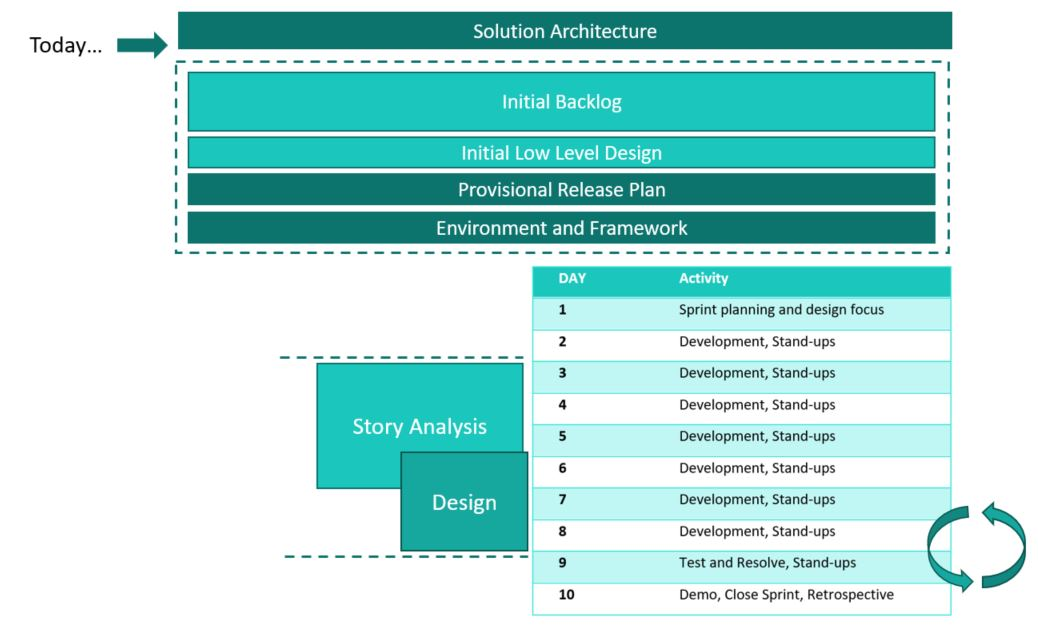 Solution Architecture
Today...
Initial Backlog
Initial Low Level Design
Provisional Release Plan
Environment and Framework
DAY Activity
1 Sprint planning and design focus
2 Development, Stand-ups
3 Development, Stand-ups
4 Development, Stand-ups
5 Development, Stand-ups
6 Development, Stand-ups
7 Development, Stand-ups
8 Development, Stand-ups
9 Test and Resolve, Stand-ups
10 Demo, Close Sprint, Retrospective
Story Analysis
Design